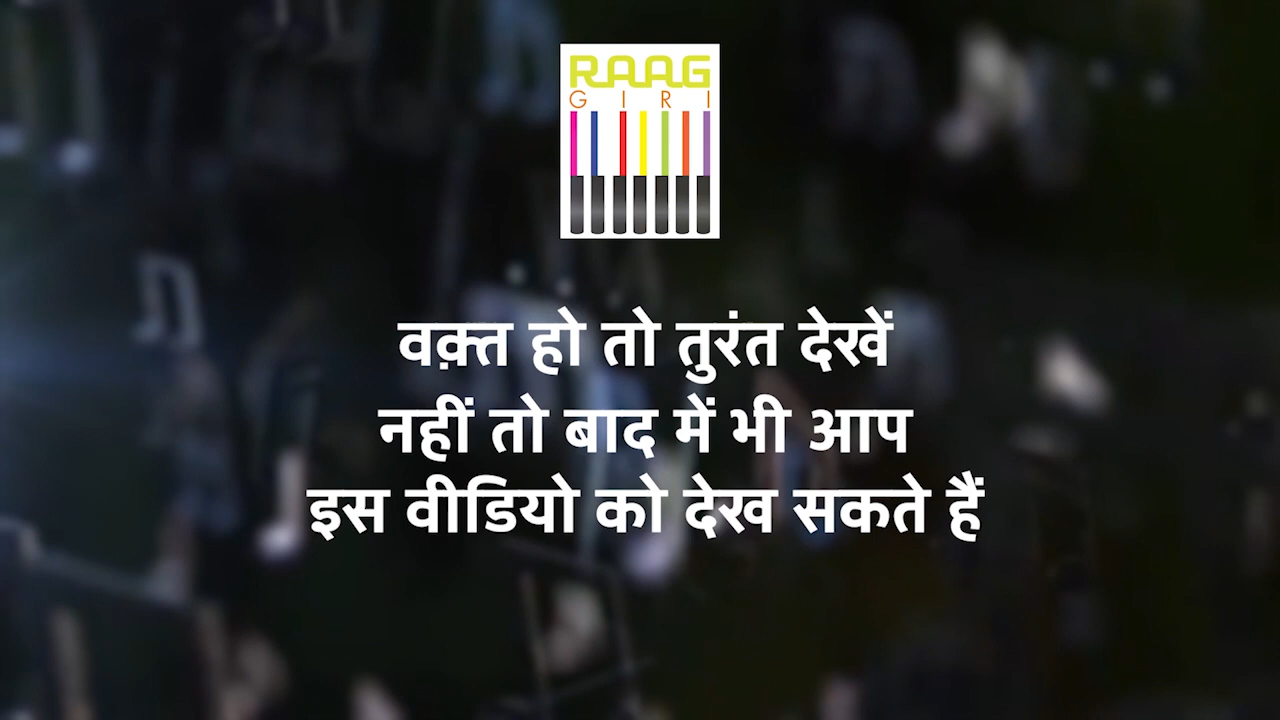 RAAG
GIRI
वक़्त हो तो तुरंत देखें
नहीं तो बाद में भी आप
इस वीडियो को देख सकते हैं